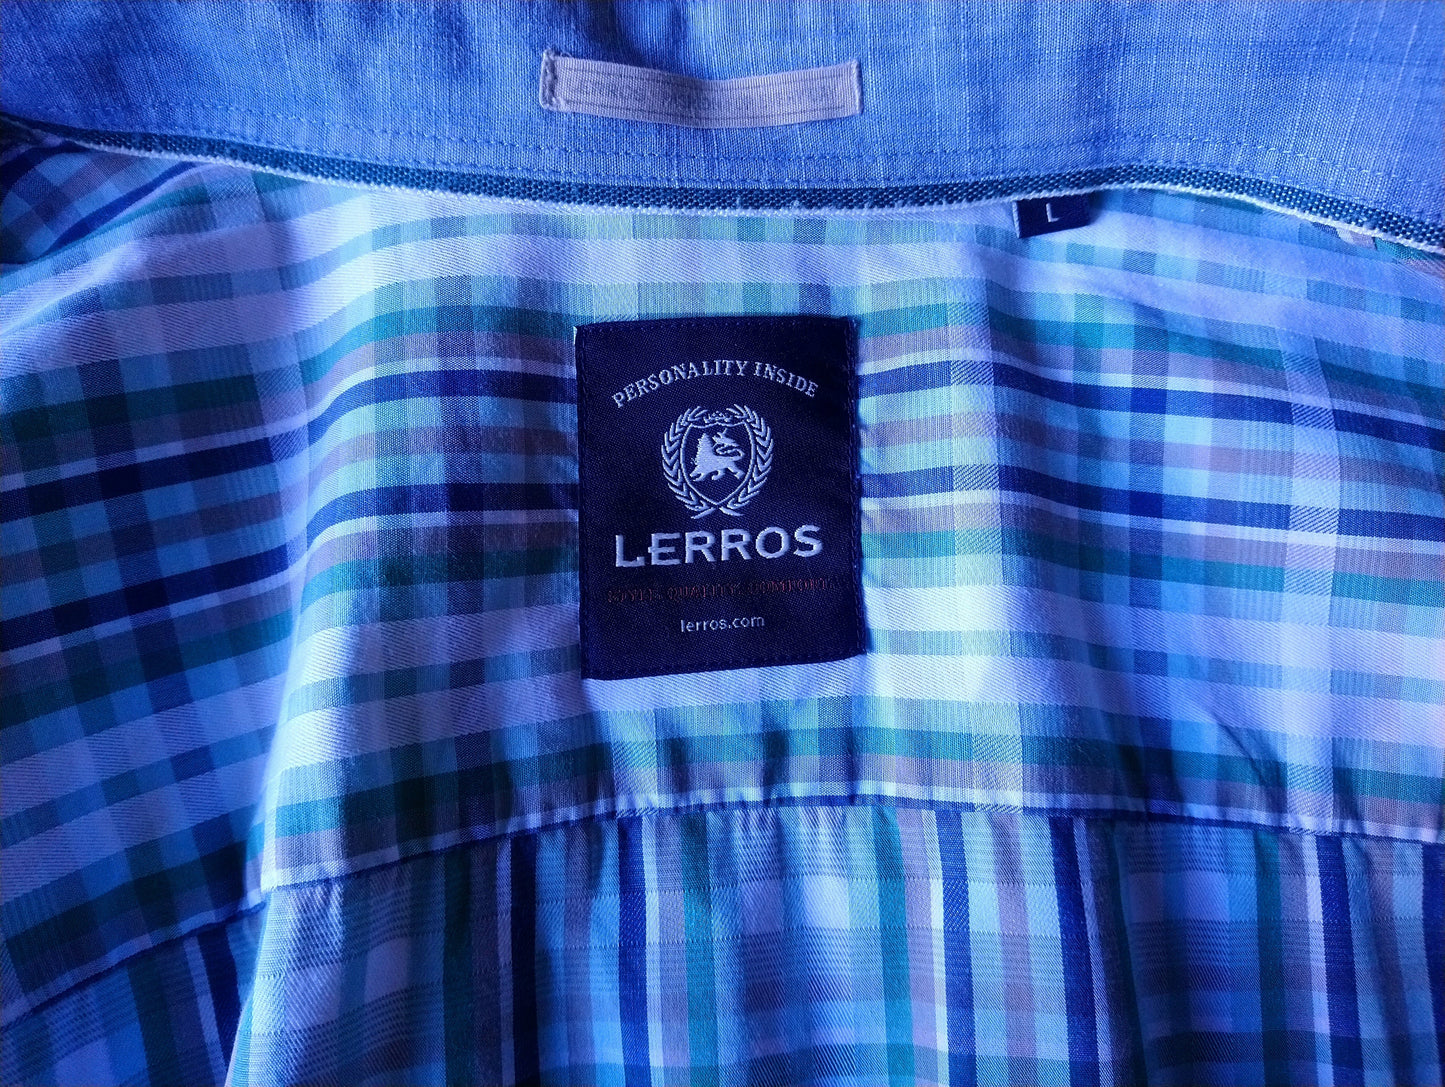 L
PERSONALITY INSIDE
LERROS
STYLE. QUALITY. COMFORT.
lerros.com